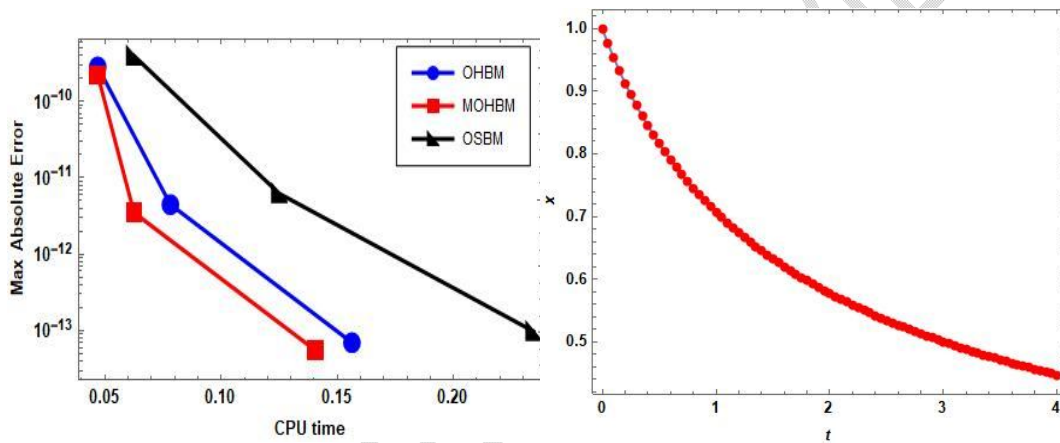 OHBM
MOHBM
OSBM
10⁻¹⁰
10⁻¹¹
10⁻¹²
10⁻¹³
Max Absolute Error
0.05 0.10 0.15 0.20
CPU time
1.0
0.9
0.8
0.7
0.6
0.5
x
0 1 2 3 4
t